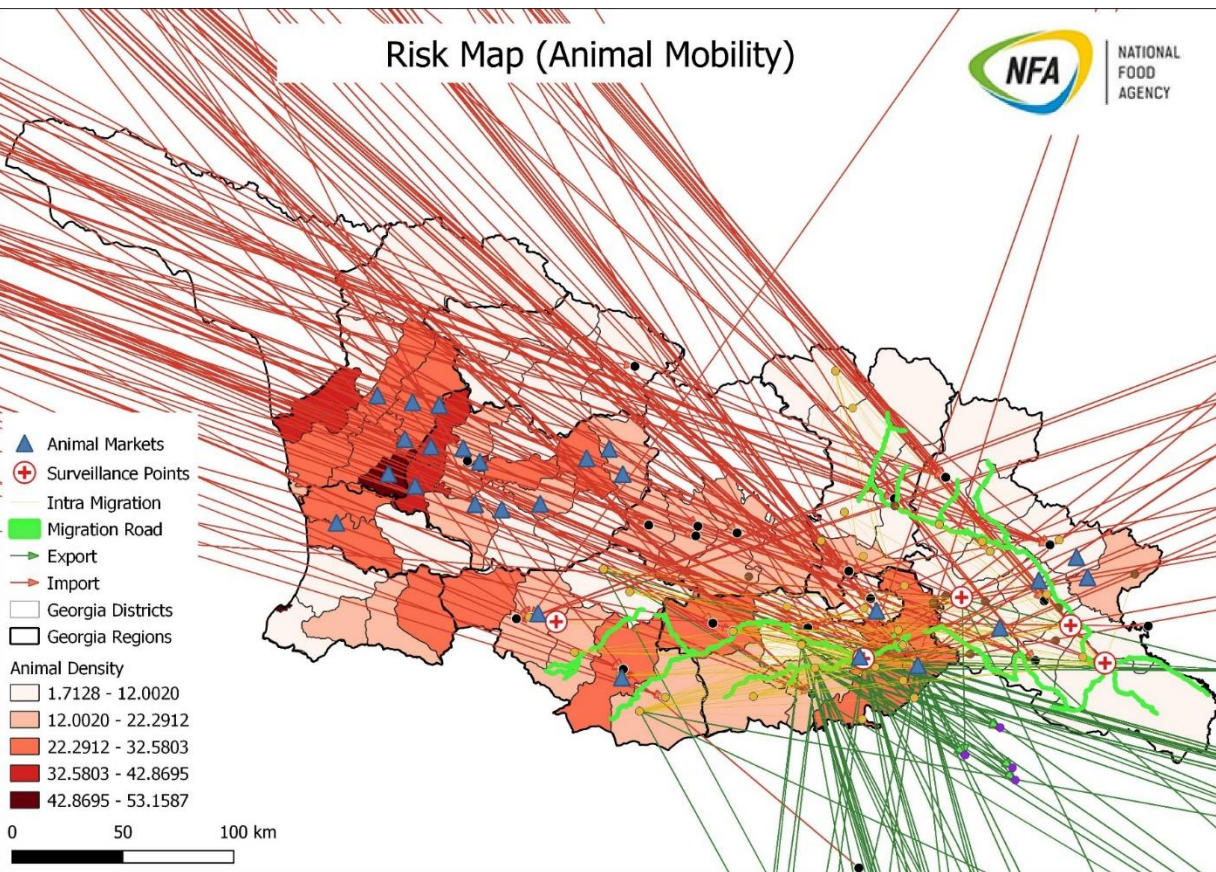 Risk Map (Animal Mobility)
NFA
NATIONAL
FOOD
AGENCY
Animal Markets
Surveillance Points
Intra Migration
Migration Road
Export
Import
Georgia Districts
Georgia Regions
Animal Density
1.7128 - 12.0020
12.0020 - 22.2912
22.2912 - 32.5803
32.5803 - 42.8695
42.8695 - 53.1587
0 50 100 km